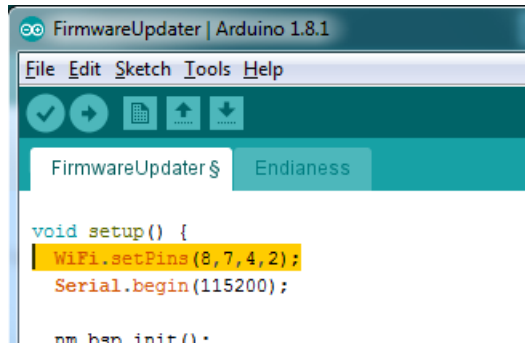 FirmwareUpdater | Arduino 1.8.1
File Edit Sketch Tools Help
FirmwareUpdater § Endianess
void setup() {
WiFi.setPins(8,7,4,2);
Serial.begin(115200);
nm_bsp_init();